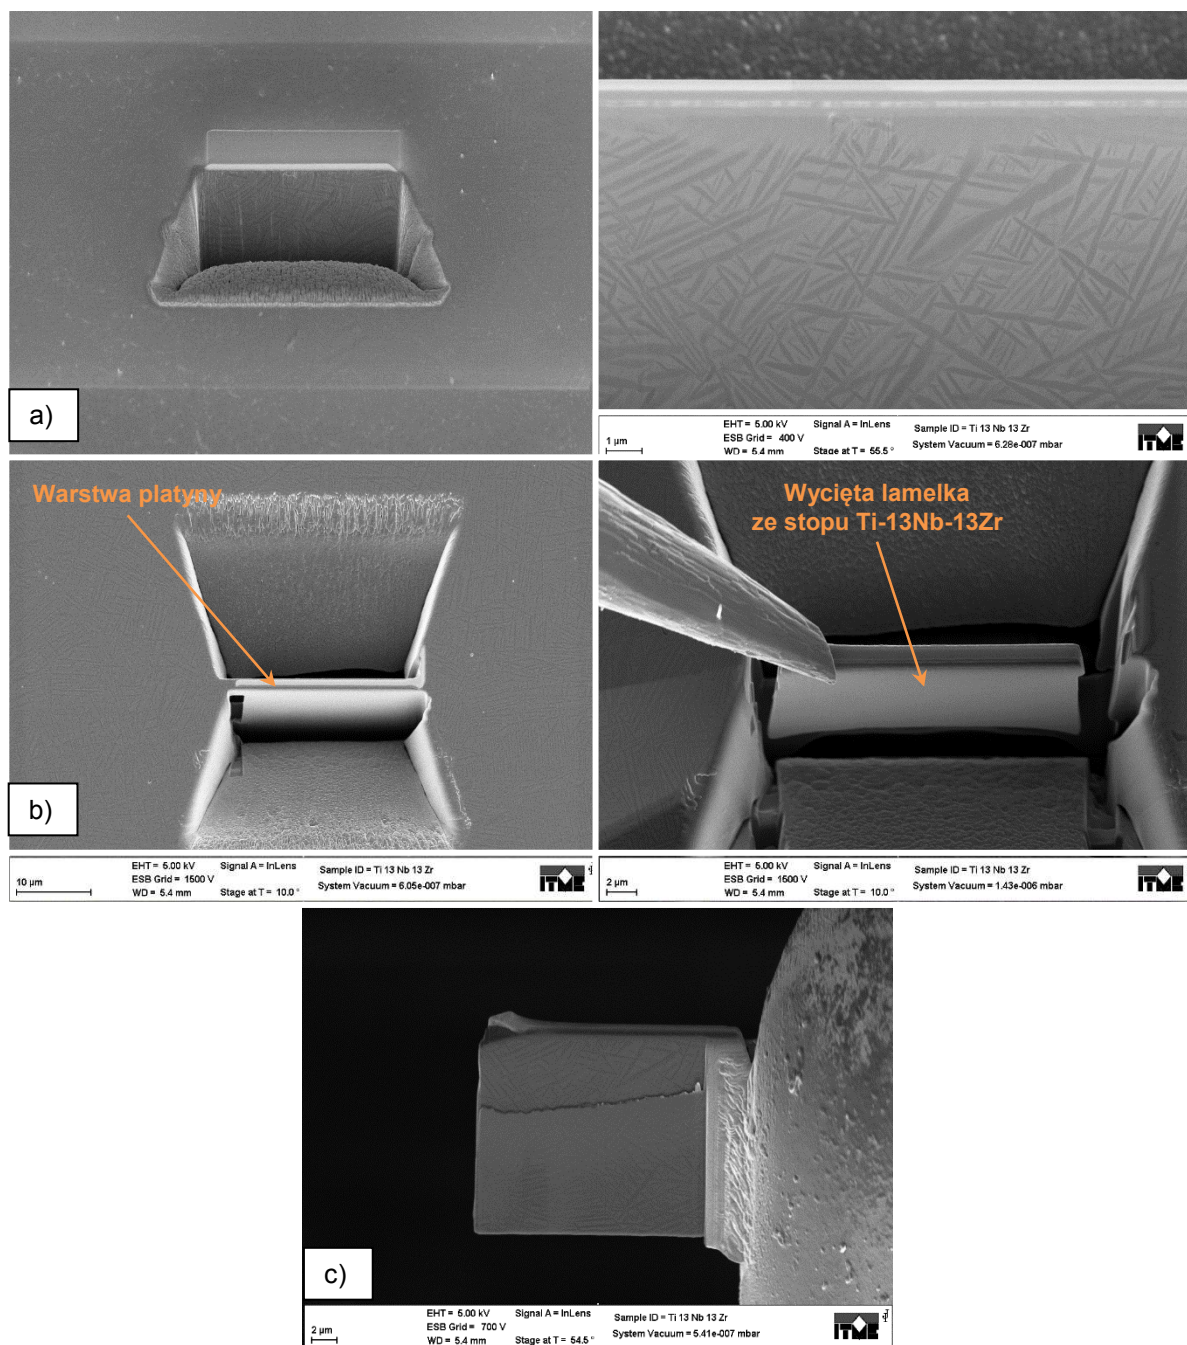 a)
1 µm
EHT = 5.00 kV
Signal A = InLens
Sample ID = Ti 13 Nb 13 Zr
ESB Grid = 400 V
System Vacuum = 6.28e-007 mbar
WD = 5.4 mm
Stage at T = 55.5 °
ITME
Warstwa platyny
Wycięta lamelka
ze stopu Ti-13Nb-13Zr
b)
10 µm
EHT = 5.00 kV
Signal A = InLens
Sample ID = Ti 13 Nb 13 Zr
ESB Grid = 1500 V
System Vacuum = 6.05e-007 mbar
WD = 5.4 mm
Stage at T = 10.0 °
ITME
2 µm
EHT = 5.00 kV
Signal A = InLens
Sample ID = Ti 13 Nb 13 Zr
ESB Grid = 1500 V
System Vacuum = 1.43e-006 mbar
WD = 5.4 mm
Stage at T = 10.0 °
ITME
c)
2 µm
EHT = 5.00 kV
Signal A = InLens
Sample ID = Ti 13 Nb 13 Zr
ESB Grid = 700 V
System Vacuum = 5.41e-007 mbar
WD = 5.4 mm
Stage at T = 54.5 °
ITME